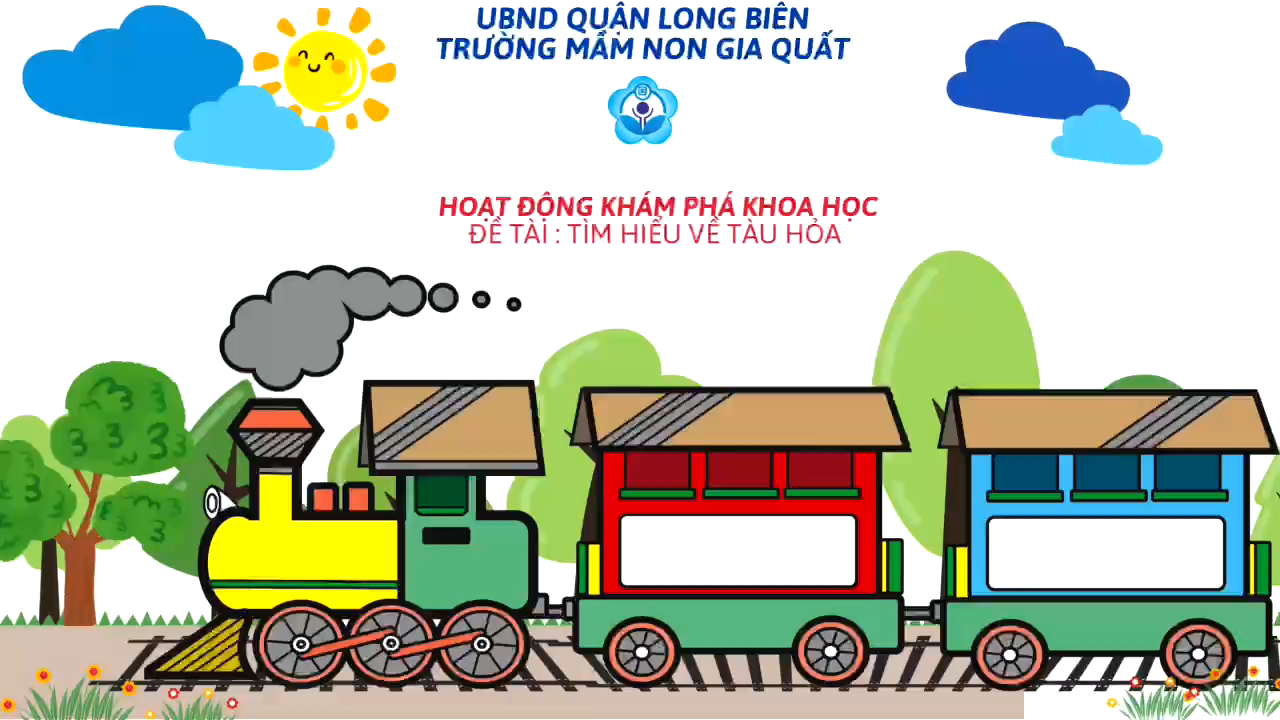 UBND QUẬN LONG BIÊN
TRƯỜNG MẦM NON GIA QUẤT
HOẠT ĐỘNG KHÁM PHÁ KHOA HỌC
ĐỀ TÀI : TÌM HIỂU VỀ TÀU HỎA